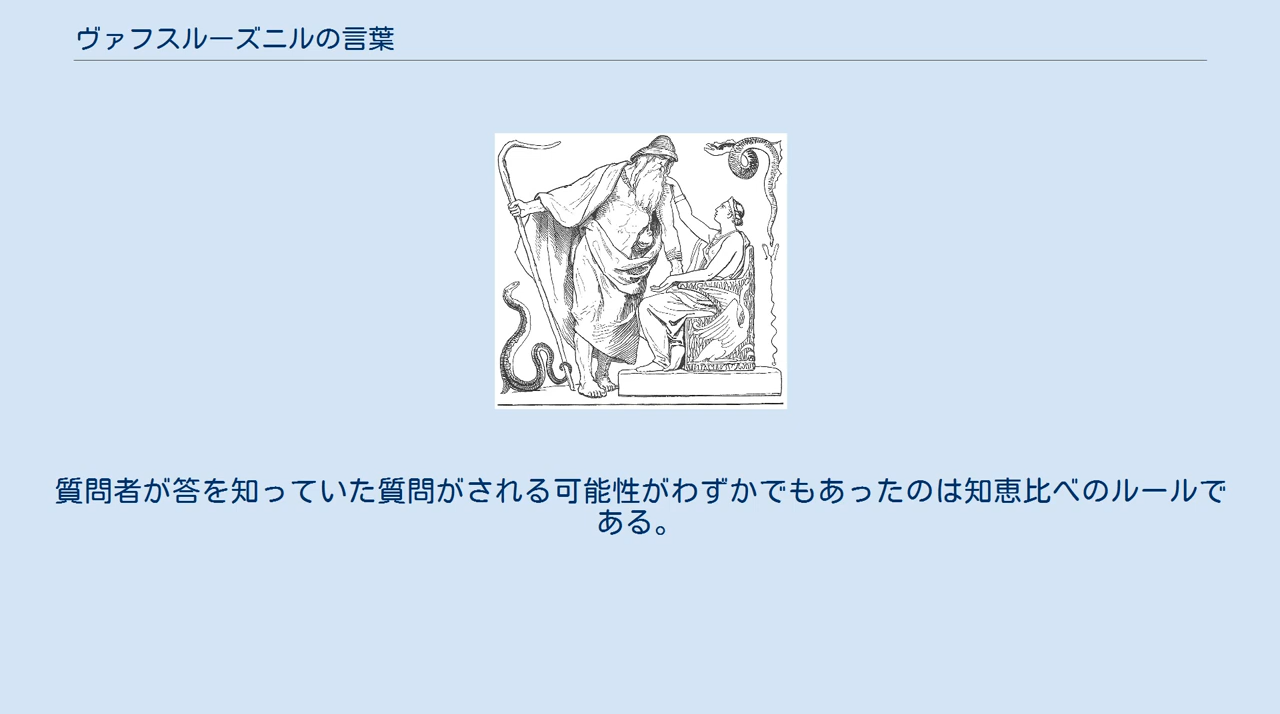 ヴァフスルーズニルの言葉
質問者が答を知っていた質問がされる可能性がわずかでもあったのは知恵比べのルールで
ある。